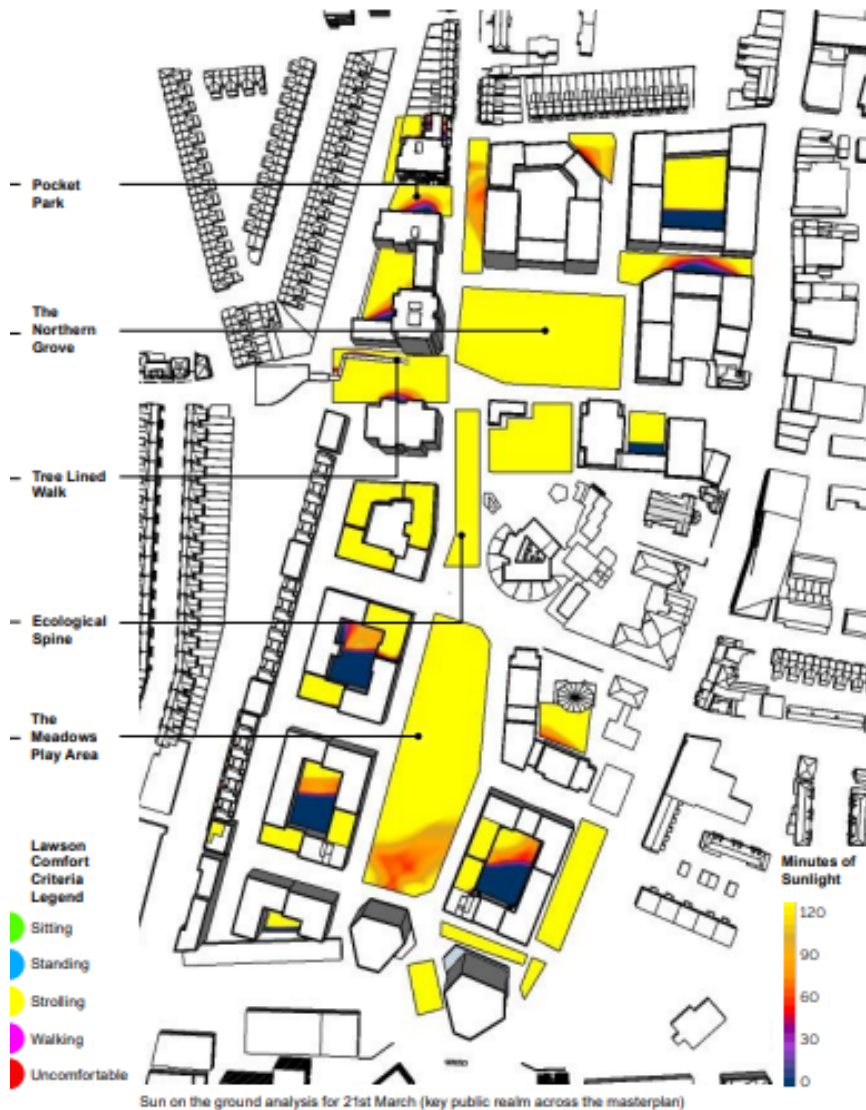 Pocket
Park
The
Northern
Grove
Tree Lined
Walk
Ecological
Spine
The
Meadows
Play Area
Lawson
Comfort
Criteria
Legend
Sitting
Standing
Strolling
Walking
Uncomfortable
Minutes of
Sunlight
120
90
60
30
0
Sun on the ground analysis for 21st March (key public realm across the masterplan)